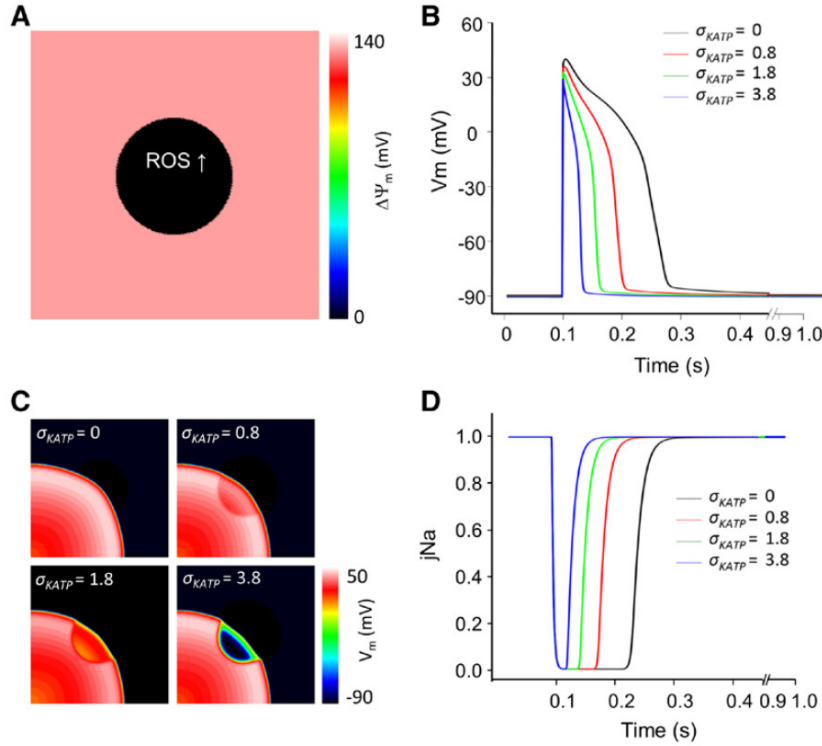 A
140
ROS ↑
ΔΨm (mV)
0
B
σKATP = 0
σKATP = 0.8
σKATP = 1.8
σKATP = 3.8
60
30
0
-30
-60
-90
Vm (mV)
0 0.1 0.2 0.3 0.4 0.9 1.0
Time (s)
C
σKATP = 0
σKATP = 0.8
σKATP = 1.8
σKATP = 3.8
50
Vm (mV)
-90
D
1.0
0.8
0.6
0.4
0.2
0.0
jNa
σKATP = 0
σKATP = 0.8
σKATP = 1.8
σKATP = 3.8
0.1 0.2 0.3 0.4 0.9 1.0
Time (s)